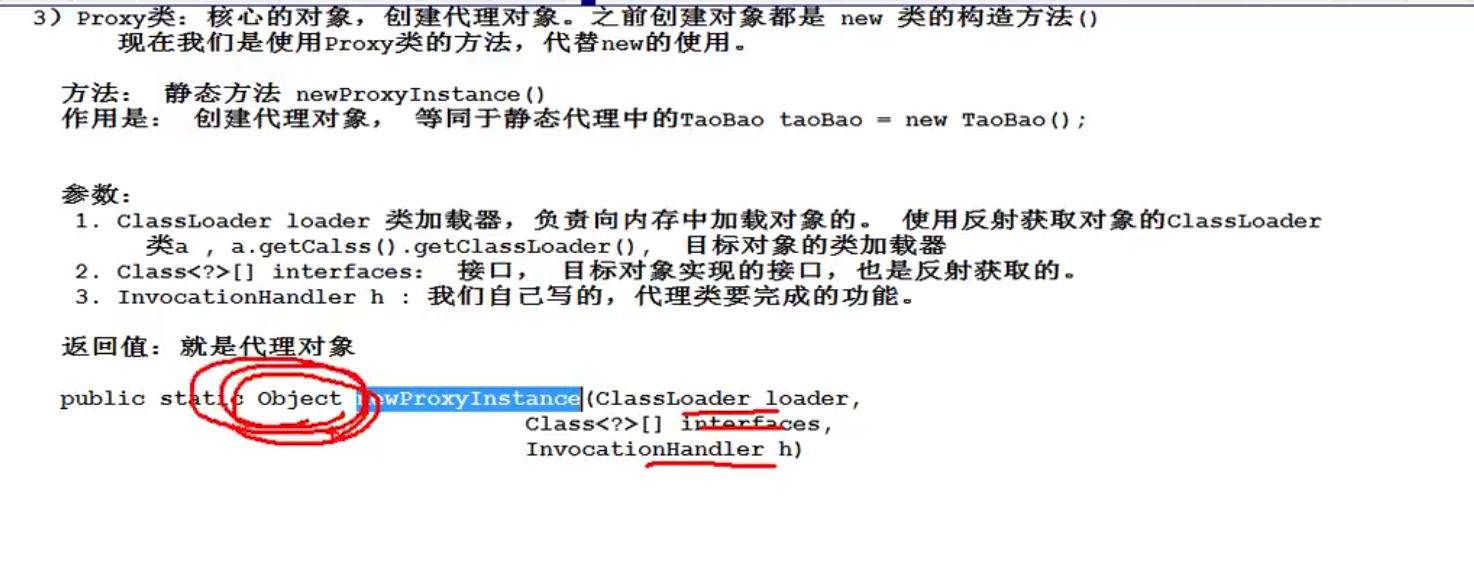 3）Proxy类：核心的对象，创建代理对象。之前创建对象都是 new 类的构造方法()
现在我们是使用Proxy类的方法，代替new的使用。
方法： 静态方法 newProxyInstance()
作用是： 创建代理对象， 等同于静态代理中的TaoBao taoBao = new TaoBao();
参数：
1. ClassLoader loader 类加载器，负责向内存中加载对象的。 使用反射获取对象的ClassLoader
类a , a.getCalss().getClassLoader(), 目标对象的类加载器
2. Class<?>[] interfaces： 接口， 目标对象实现的接口，也是反射获取的。
3. InvocationHandler h : 我们自己写的，代理类要完成的功能。
返回值：就是代理对象
public static Object newProxyInstance(ClassLoader loader,
Class<?>[] interfaces,
InvocationHandler h)